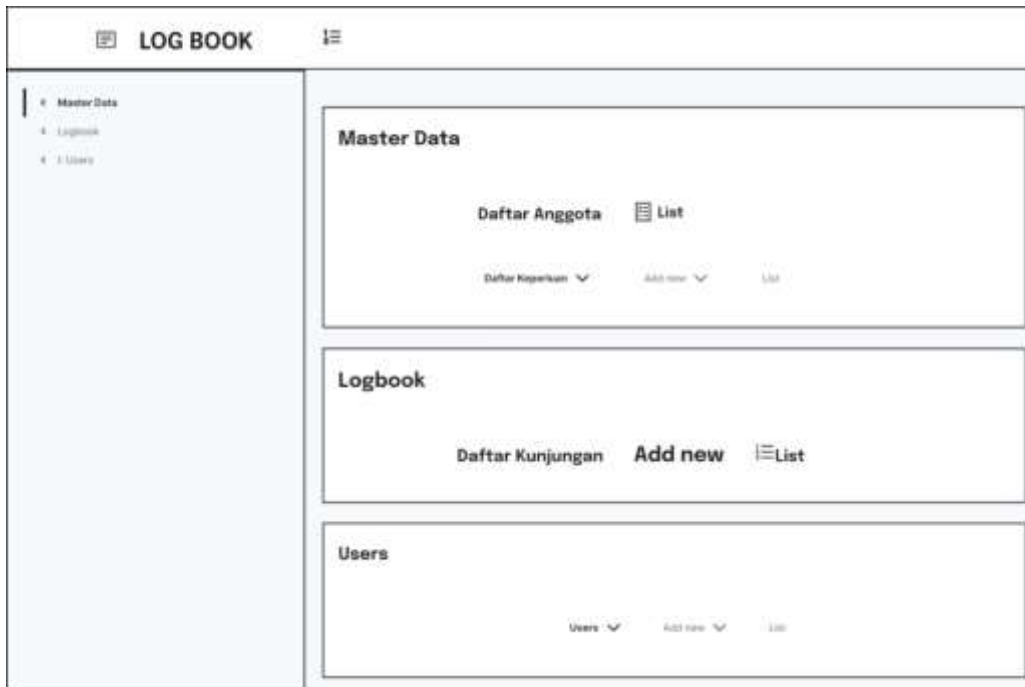 LOG BOOK
Master Data
Logbook
Users
Master Data
Daftar Anggota List
Daftar Keperluan Add new List
Logbook
Daftar Kunjungan Add new List
Users
Users Add new List